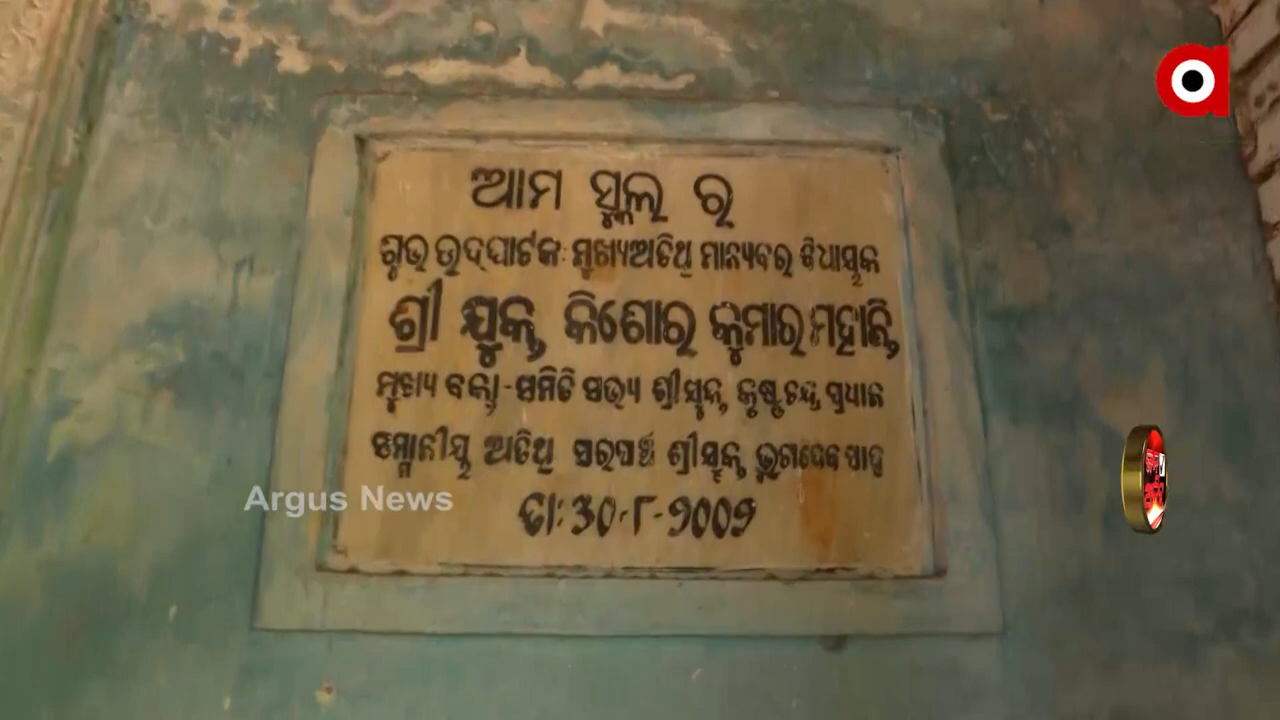 ଆମ ସ୍କୁଲ ର
ଶୁଭ ଉଦ୍‌ଘାଟକ: ମୁଖ୍ୟଅତିଥି ମାନ୍ୟବର ବିଧାୟକ
ଶ୍ରୀ ଯୁକ୍ତ କିଶୋର କୁମାର ମହାନ୍ତି
ମୁଖ୍ୟ ବକ୍ତା - ସମିତି ସଭ୍ୟ ଶ୍ରୀଯୁକ୍ତ କୃଷ୍ଣ ଚନ୍ଦ୍ର ପ୍ରଧାନ
ସମ୍ମାନୀୟ ଅତିଥି ସରପଞ୍ଚ ଶ୍ରୀଯୁକ୍ତ
Argus News
ତା: ୩୦-୮-୨୦୦୨